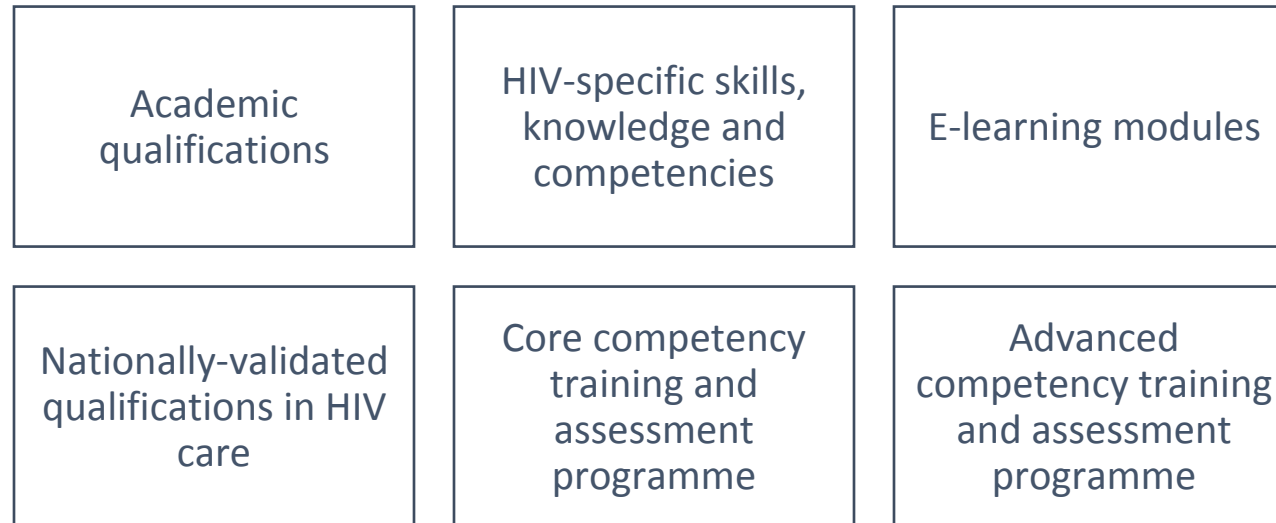 Academic
qualifications
HIV-specific skills,
knowledge and
competencies
E-learning modules
Nationally-validated
qualifications in HIV
care
Core competency
training and
assessment
programme
Advanced
competency training
and assessment
programme